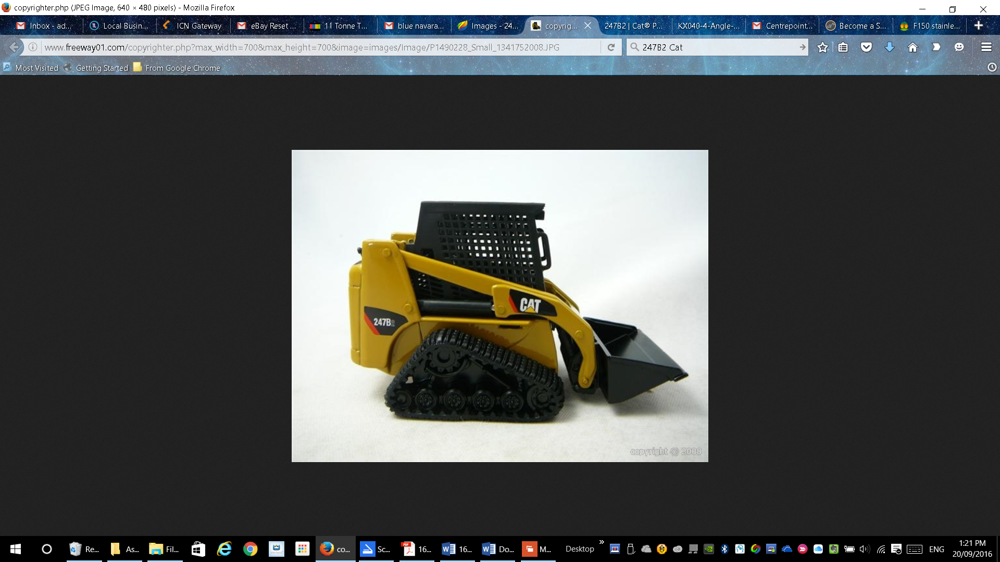 copyrighter.php (JPEG Image, 640 × 480 pixels) - Mozilla Firefox
Inbox - ad...
Local Busin...
ICN Gateway
eBay Reset ...
11 Tonne T...
blue navara...
Images - 24...
copyrig...
247B2 | Cat® P...
KX040-4-Angle-...
Centrepoint...
Become a S...
F150 stainle...
www.freeway01.com/copyrighter.php?max_width=700&max_height=700&image=images/Image/P1490228_Small_1341752008.JPG
247B2 Cat
Most Visited
Getting Started
From Google Chrome
CAT
247B2
copyright © 2008
Re...
As...
Fil...
co...
Sc...
PDF
16...
16...
Do...
M...
Desktop
»
ENG
1:21 PM
20/09/2016